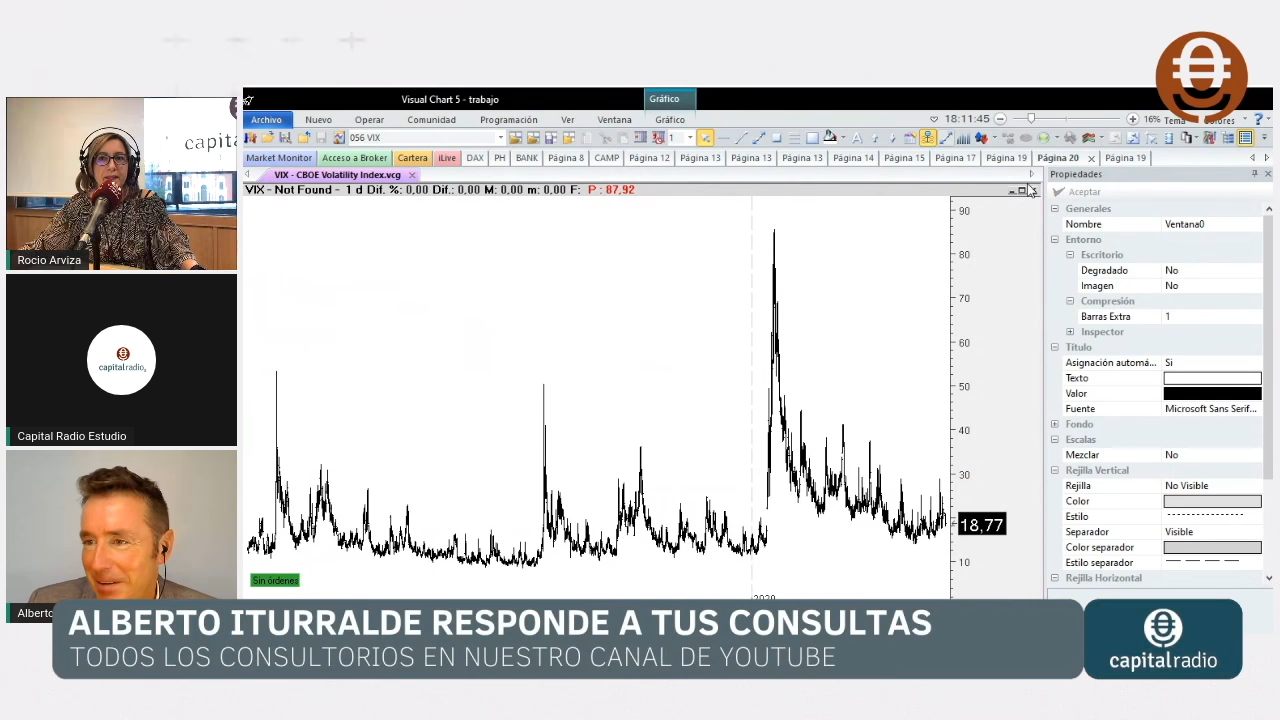 Visual Chart 5 - trabajo
Gráfico
Archivo Nuevo Operar Comunidad Programación Ver Ventana Gráfico
18:11:45 16% Tema Colores
056 VIX
1
Market Monitor Acceso a Broker Cartera iLive DAX PH BANK Página 8 CAMP Página 12 Página 13 Página 13 Página 13 Página 14 Página 15 Página 17 Página 19 Página 20 Página 19
VIX - CBOE Volatility Index.vcg
VIX - Not Found - 1 d Dif. %: 0,00 Dif.: 0,00 M: 0,00 m: 0,00 F: P : 87,92
90
80
70
60
50
40
30
18,77
10
Sin órdenes
Propiedades
Aceptar
Generales
Nombre Ventana0
Entorno
Escritorio
Degradado No
Imagen No
Compresión
Barras Extra 1
Inspector
Título
Asignación automá... Si
Texto
Valor
Fuente Microsoft Sans Serif...
Fondo
Escalas
Mezclar No
Rejilla Vertical
Rejilla No Visible
Color
Estilo
Separador Visible
Color separador
Estilo separador
Rejilla Horizontal
capital
Rocio Arviza
capitalradio
Capital Radio Estudio
Alberto
ALBERTO ITURRALDE RESPONDE A TUS CONSULTAS
TODOS LOS CONSULTORIOS EN NUESTRO CANAL DE YOUTUBE
capitalradio